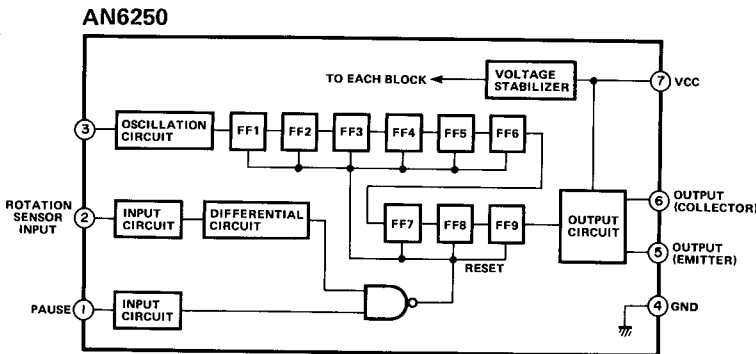 AN6250
TO EACH BLOCK
VOLTAGE
STABILIZER
7
VCC
3
OSCILLATION
CIRCUIT
FF1
FF2
FF3
FF4
FF5
FF6
ROTATION
SENSOR
INPUT
2
INPUT
CIRCUIT
DIFFERENTIAL
CIRCUIT
FF7
FF8
FF9
OUTPUT
CIRCUIT
6
OUTPUT
(COLLECTOR)
5
OUTPUT
(EMITTER)
RESET
PAUSE
1
INPUT
CIRCUIT
4
GND